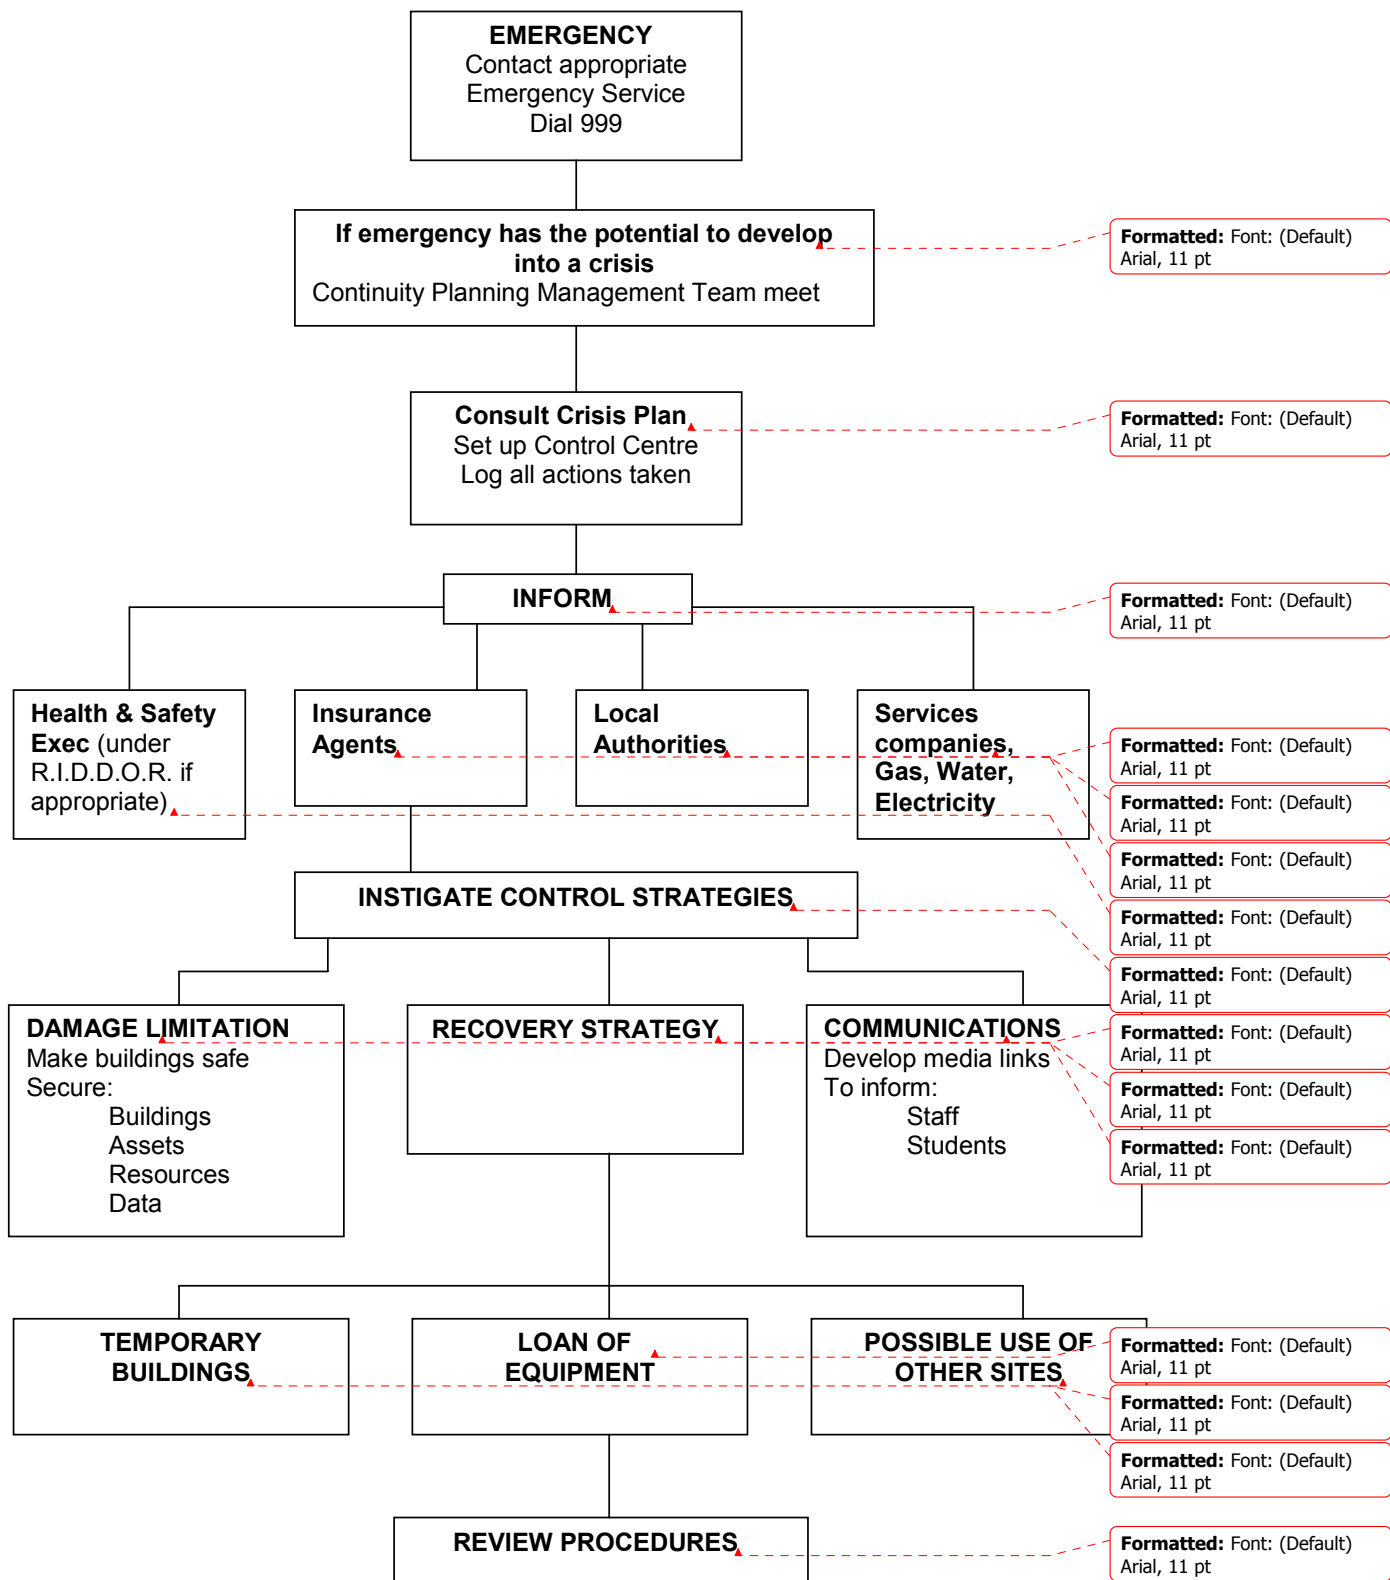 EMERGENCY
Contact appropriate
Emergency Service
Dial 999
If emergency has the potential to develop
into a crisis
Continuity Planning Management Team meet
Formatted: Font: (Default)
Arial, 11 pt
Consult Crisis Plan
Set up Control Centre
Log all actions taken
Formatted: Font: (Default)
Arial, 11 pt
INFORM
Formatted: Font: (Default)
Arial, 11 pt
Health & Safety
Exec (under
R.I.D.D.O.R. if
appropriate)
Insurance
Agents
Local
Authorities
Services
companies,
Gas, Water,
Electricity
Formatted: Font: (Default)
Arial, 11 pt
Formatted: Font: (Default)
Arial, 11 pt
Formatted: Font: (Default)
Arial, 11 pt
Formatted: Font: (Default)
Arial, 11 pt
INSTIGATE CONTROL STRATEGIES
Formatted: Font: (Default)
Arial, 11 pt
DAMAGE LIMITATION
Make buildings safe
Secure:
Buildings
Assets
Resources
Data
RECOVERY STRATEGY
COMMUNICATIONS
Develop media links
To inform:
Staff
Students
Formatted: Font: (Default)
Arial, 11 pt
Formatted: Font: (Default)
Arial, 11 pt
Formatted: Font: (Default)
Arial, 11 pt
TEMPORARY
BUILDINGS
LOAN OF
EQUIPMENT
POSSIBLE USE OF
OTHER SITES
Formatted: Font: (Default)
Arial, 11 pt
Formatted: Font: (Default)
Arial, 11 pt
Formatted: Font: (Default)
Arial, 11 pt
REVIEW PROCEDURES
Formatted: Font: (Default)
Arial, 11 pt